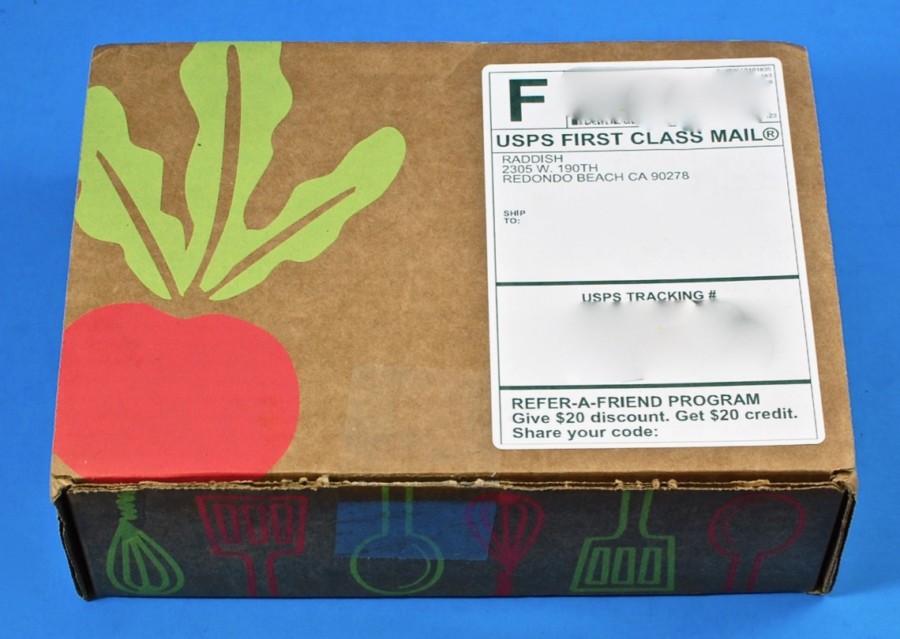 F
USPS FIRST CLASS MAIL®
RADDISH
2305 W. 190TH
REDONDO BEACH CA 90278
SHIP
TO:
USPS TRACKING #
REFER-A-FRIEND PROGRAM
Give $20 discount. Get $20 credit.
Share your code: